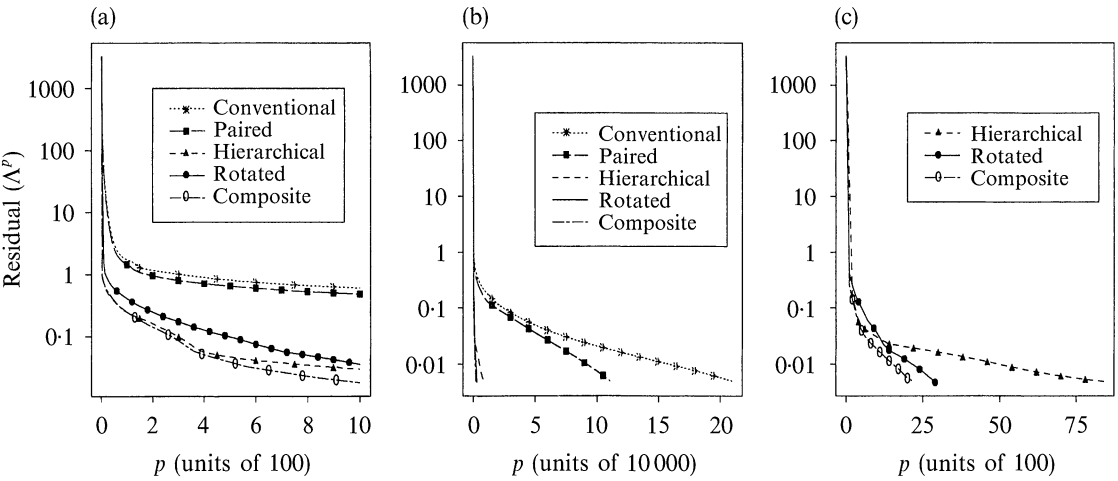 (a)
(b)
(c)
Residual (Λᵖ)
1000
100
10
1
0·1
Conventional
Paired
Hierarchical
Rotated
Composite
0 2 4 6 8 10
p (units of 100)
1000
100
10
1
0·1
0·01
Conventional
Paired
Hierarchical
Rotated
Composite
0 5 10 15 20
p (units of 10 000)
1000
100
10
1
0·1
0·01
Hierarchical
Rotated
Composite
0 25 50 75
p (units of 100)